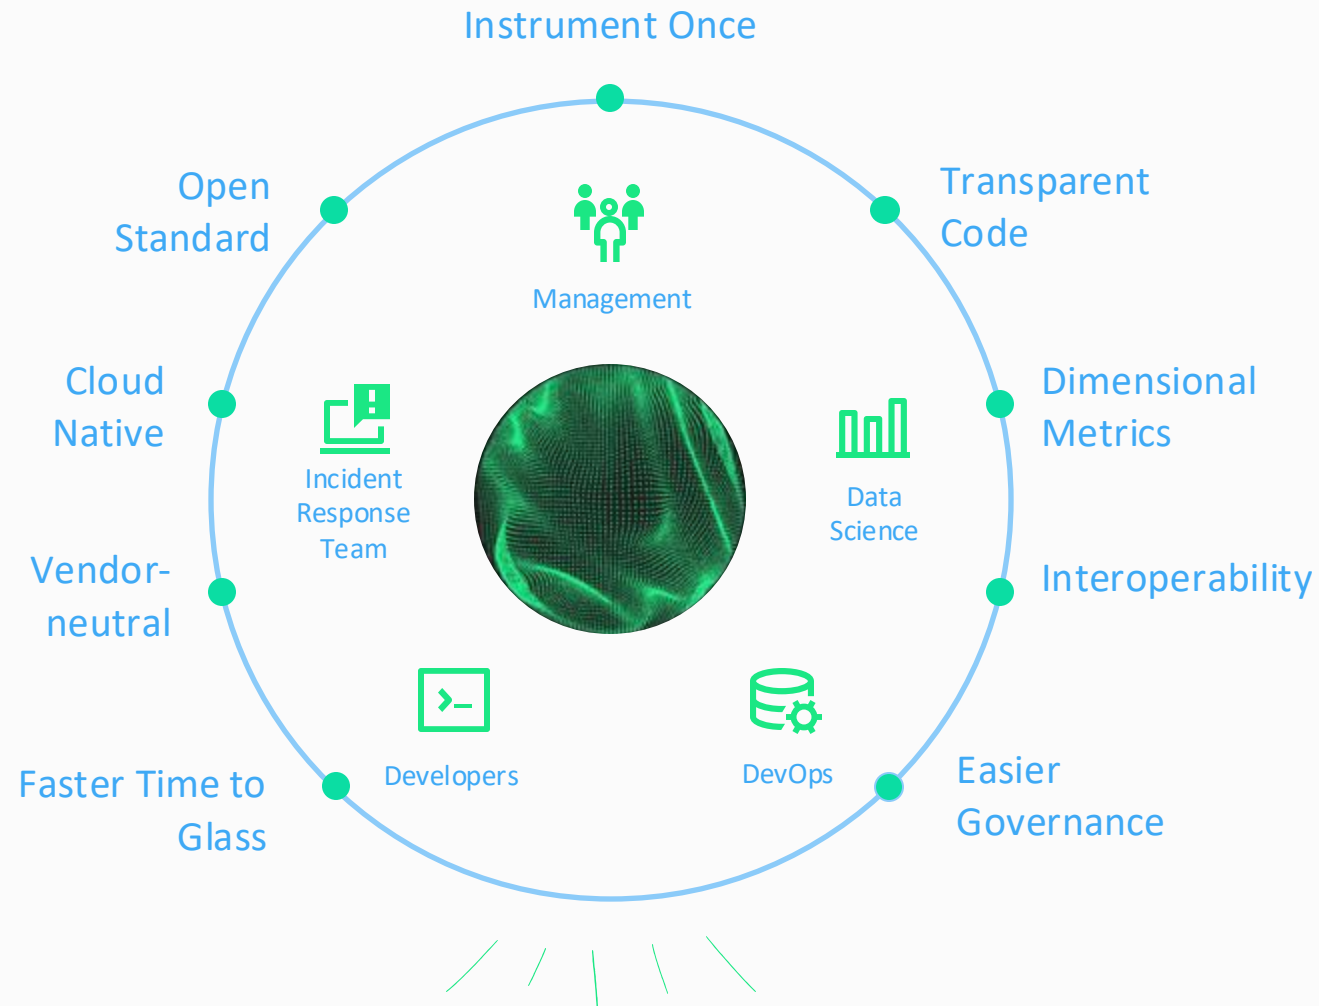 Instrument Once
Open
Standard
Transparent
Code
Management
Cloud
Native
Dimensional
Metrics
Incident
Response
Team
Data
Science
Vendor-
neutral
Interoperability
Developers
DevOps
Faster Time to
Glass
Easier
Governance